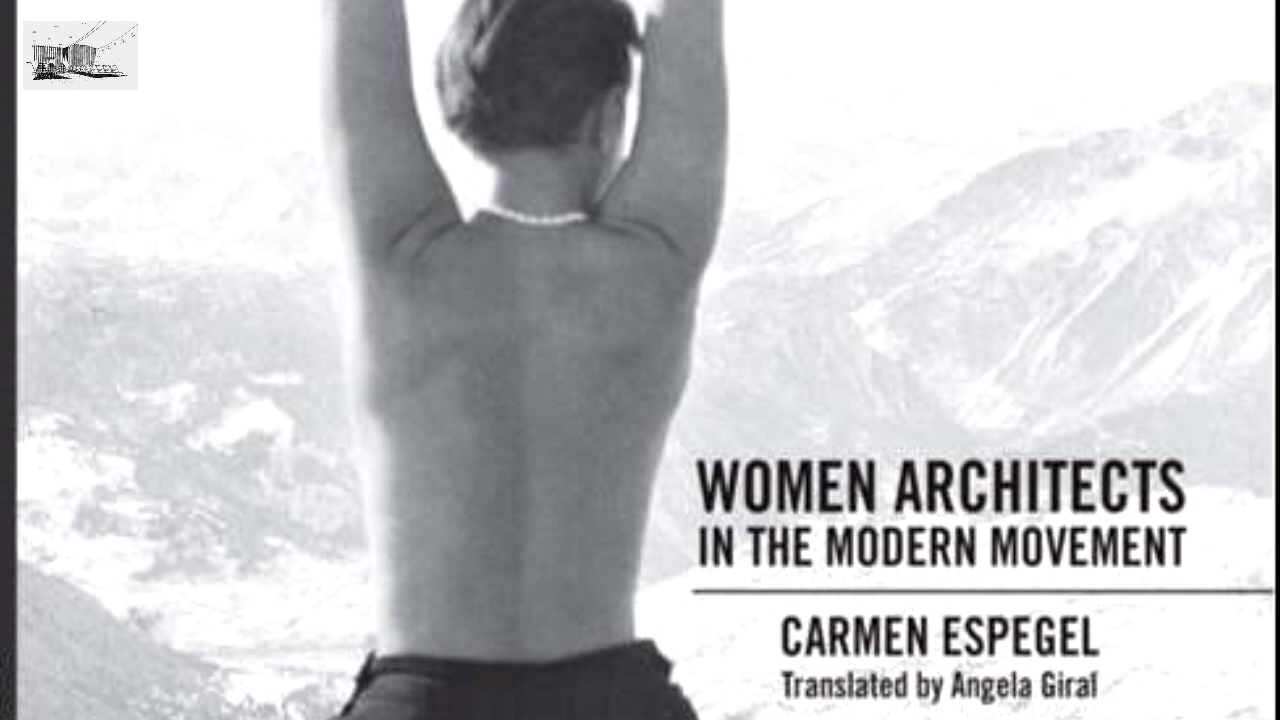 WOMEN ARCHITECTS
IN THE MODERN MOVEMENT
CARMEN ESPEGEL
Translated by Angela Giral